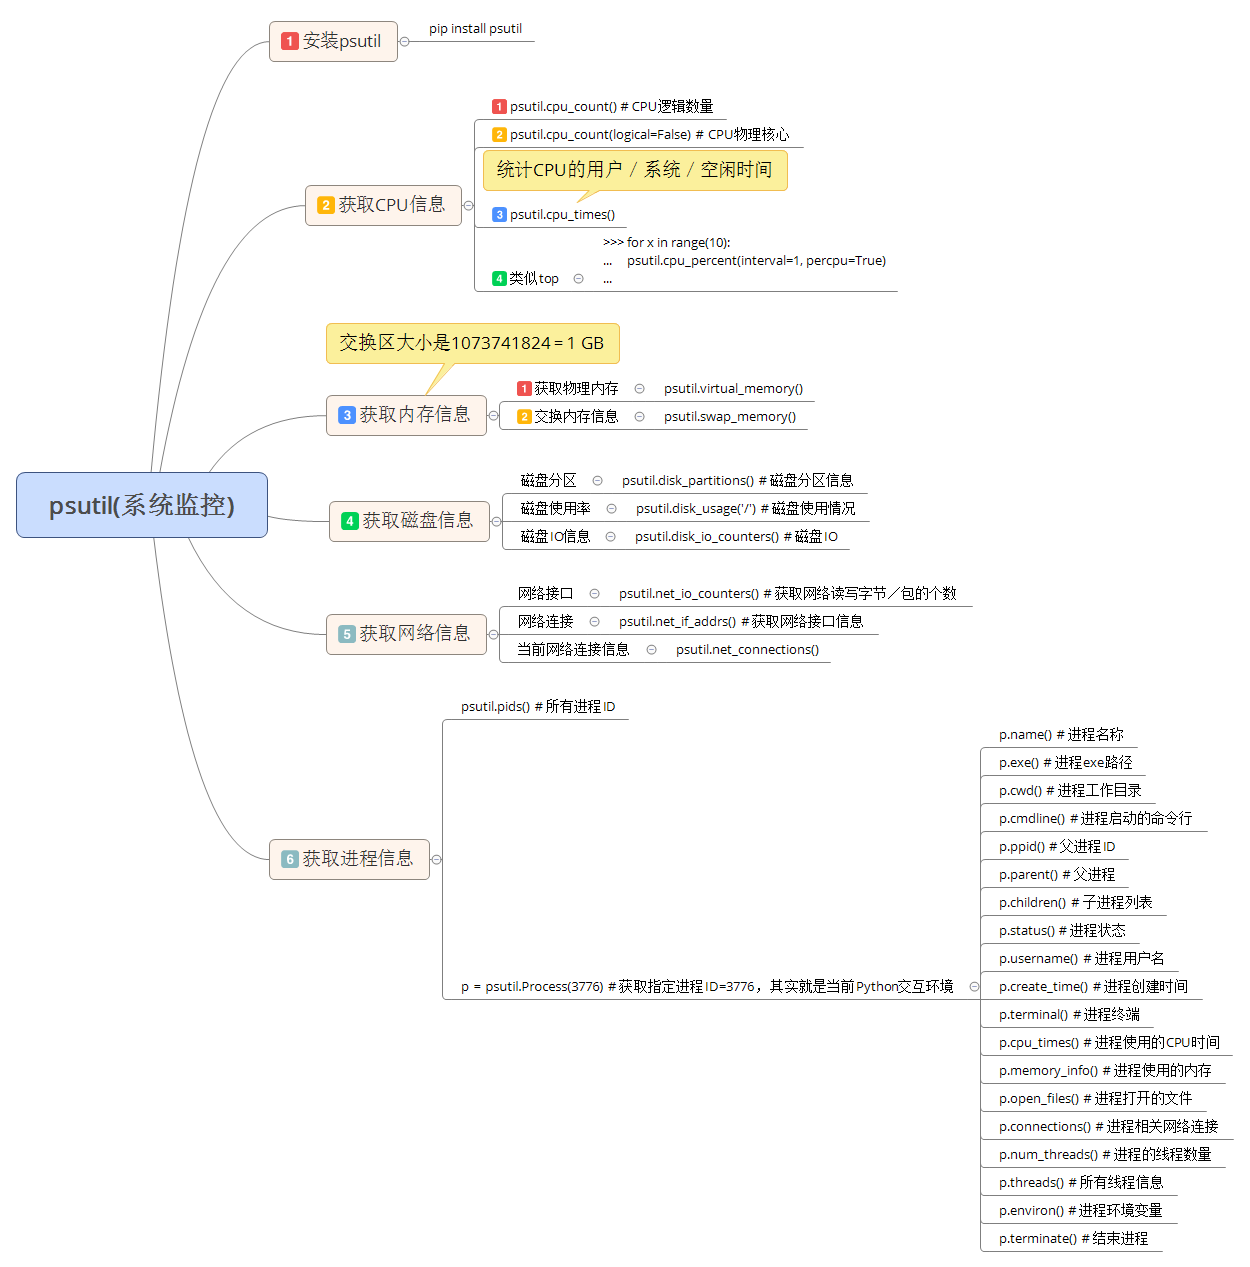 psutil(系统监控)
1 安装psutil
pip install psutil
2 获取CPU信息
1 psutil.cpu_count() # CPU逻辑数量
2 psutil.cpu_count(logical=False) # CPU物理核心
统计CPU的用户／系统／空闲时间
3 psutil.cpu_times()
4 类似top
>>> for x in range(10):
... psutil.cpu_percent(interval=1, percpu=True)
...
交换区大小是1073741824 = 1 GB
3 获取内存信息
1 获取物理内存
psutil.virtual_memory()
2 交换内存信息
psutil.swap_memory()
4 获取磁盘信息
磁盘分区
psutil.disk_partitions() # 磁盘分区信息
磁盘使用率
psutil.disk_usage('/') # 磁盘使用情况
磁盘IO信息
psutil.disk_io_counters() # 磁盘IO
5 获取网络信息
网络接口
psutil.net_io_counters() # 获取网络读写字节／包的个数
网络连接
psutil.net_if_addrs() # 获取网络接口信息
当前网络连接信息
psutil.net_connections()
6 获取进程信息
psutil.pids() # 所有进程ID
p = psutil.Process(3776) # 获取指定进程ID=3776，其实就是当前Python交互环境
p.name() # 进程名称
p.exe() # 进程exe路径
p.cwd() # 进程工作目录
p.cmdline() # 进程启动的命令行
p.ppid() # 父进程ID
p.parent() # 父进程
p.children() # 子进程列表
p.status() # 进程状态
p.username() # 进程用户名
p.create_time() # 进程创建时间
p.terminal() # 进程终端
p.cpu_times() # 进程使用的CPU时间
p.memory_info() # 进程使用的内存
p.open_files() # 进程打开的文件
p.connections() # 进程相关网络连接
p.num_threads() # 进程的线程数量
p.threads() # 所有线程信息
p.environ() # 进程环境变量
p.terminate() # 结束进程